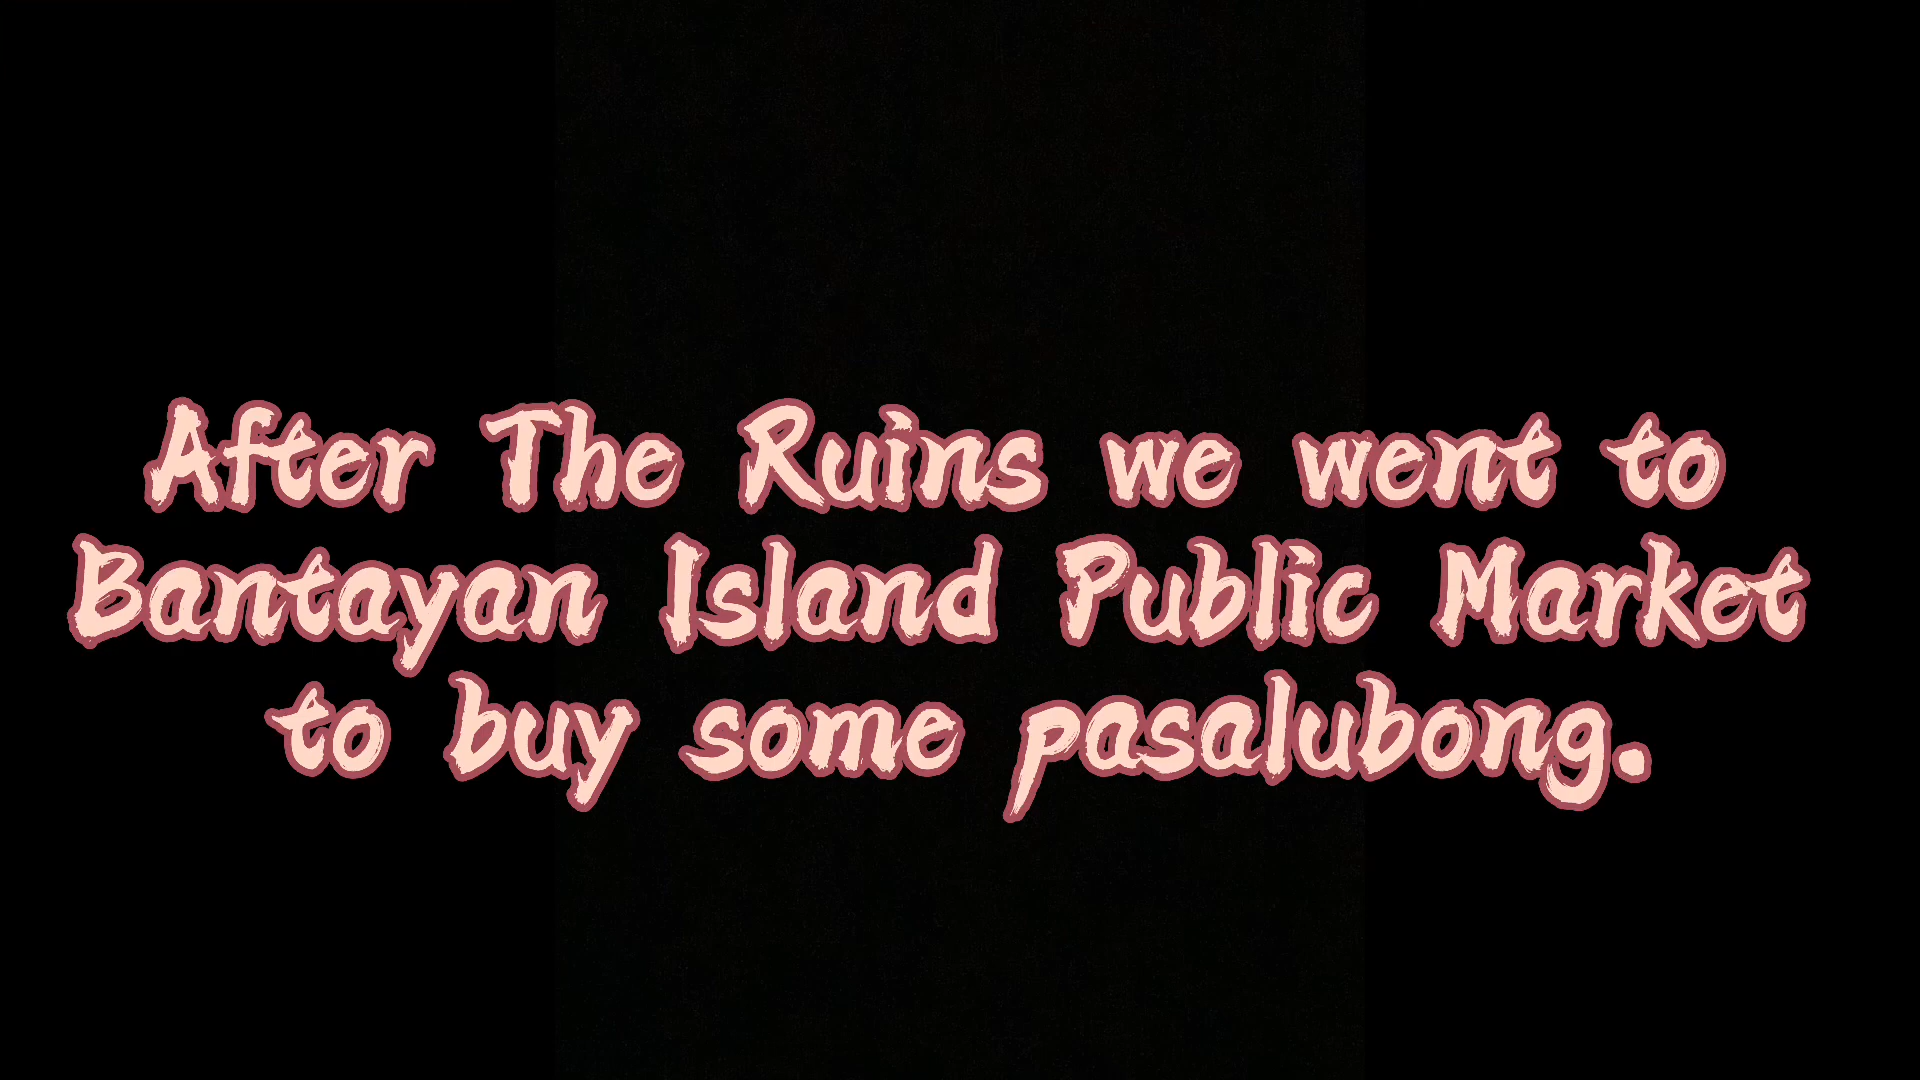 After The Ruins we went to
Bantayan Island Public Market
to buy some pasalubong.